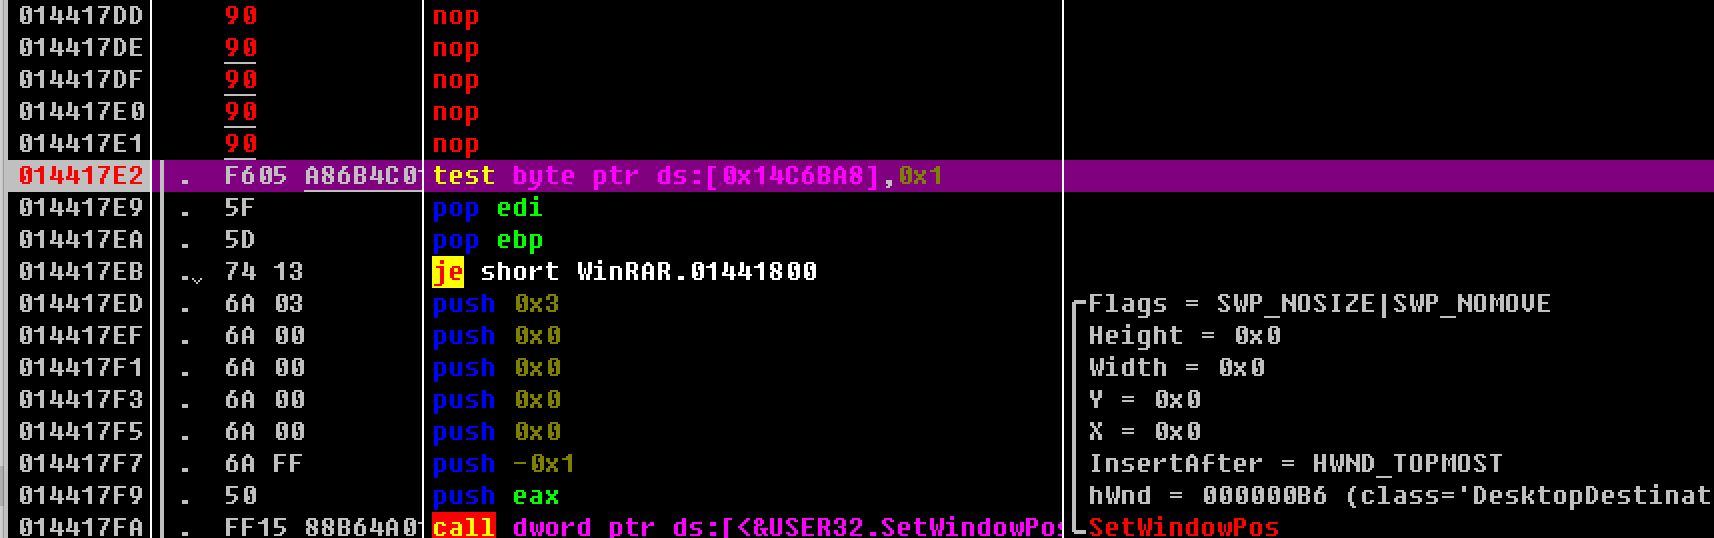 014417DD 90 nop
014417DE 90 nop
014417DF 90 nop
014417E0 90 nop
014417E1 90 nop
014417E2 . F605 A86B4C0 test byte ptr ds:[0x14C6BA8],0x1
014417E9 . 5F pop edi
014417EA . 5D pop ebp
014417EB .⌄ 74 13 je short WinRAR.01441800
014417ED . 6A 03 push 0x3 Flags = SWP_NOSIZE|SWP_NOMOVE
014417EF . 6A 00 push 0x0 Height = 0x0
014417F1 . 6A 00 push 0x0 Width = 0x0
014417F3 . 6A 00 push 0x0 Y = 0x0
014417F5 . 6A 00 push 0x0 X = 0x0
014417F7 . 6A FF push -0x1 InsertAfter = HWND_TOPMOST
014417F9 . 50 push eax hWnd = 000000B6 (class='DesktopDestinat
014417FA . FF15 88B64A0 call dword ptr ds:[<&USER32.SetWindowPos SetWindowPos